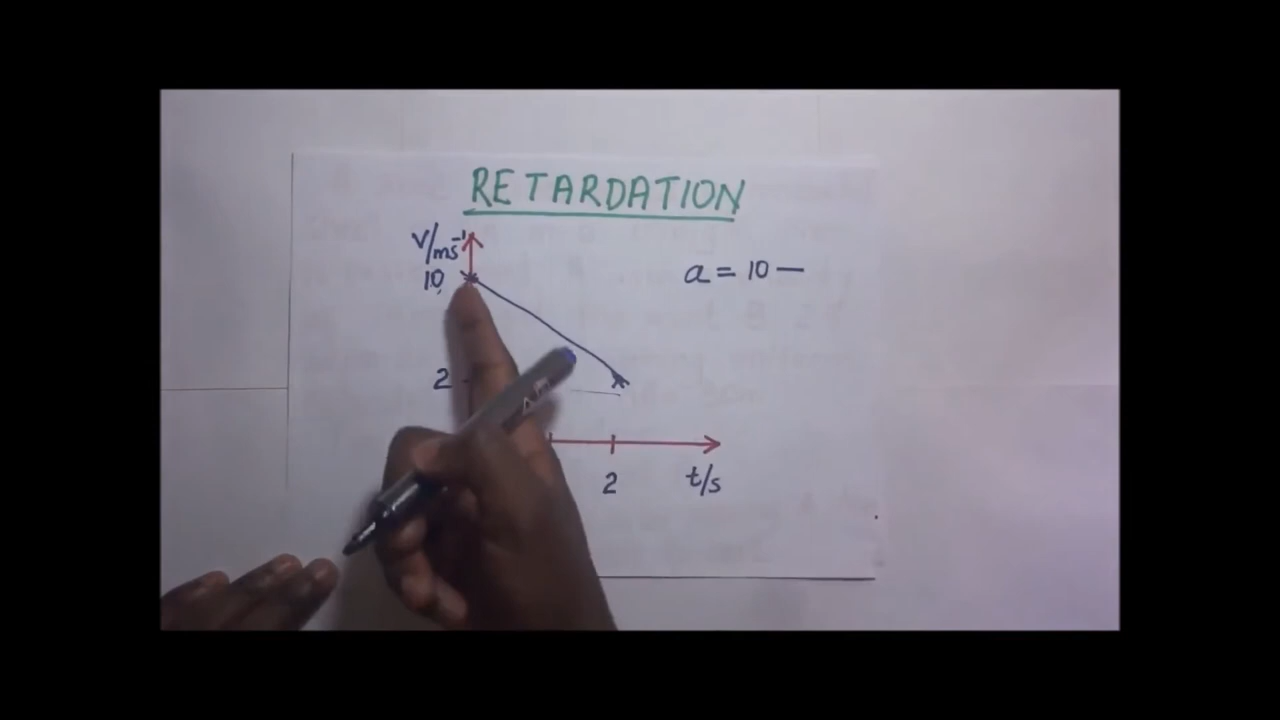 RETARDATION
V/ms⁻¹
a = 10 —
10
2
2
t/s